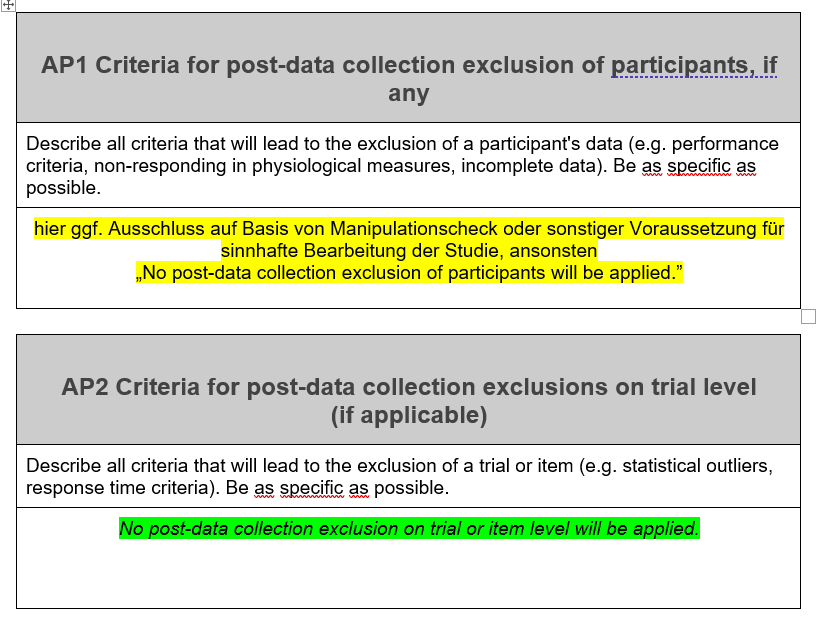 AP1 Criteria for post-data collection exclusion of participants, if
any
Describe all criteria that will lead to the exclusion of a participant's data (e.g. performance
criteria, non-responding in physiological measures, incomplete data). Be as specific as
possible.
hier ggf. Ausschluss auf Basis von Manipulationscheck oder sonstiger Voraussetzung für
sinnhafte Bearbeitung der Studie, ansonsten
„No post-data collection exclusion of participants will be applied.”
AP2 Criteria for post-data collection exclusions on trial level
(if applicable)
Describe all criteria that will lead to the exclusion of a trial or item (e.g. statistical outliers,
response time criteria). Be as specific as possible.
No post-data collection exclusion on trial or item level will be applied.